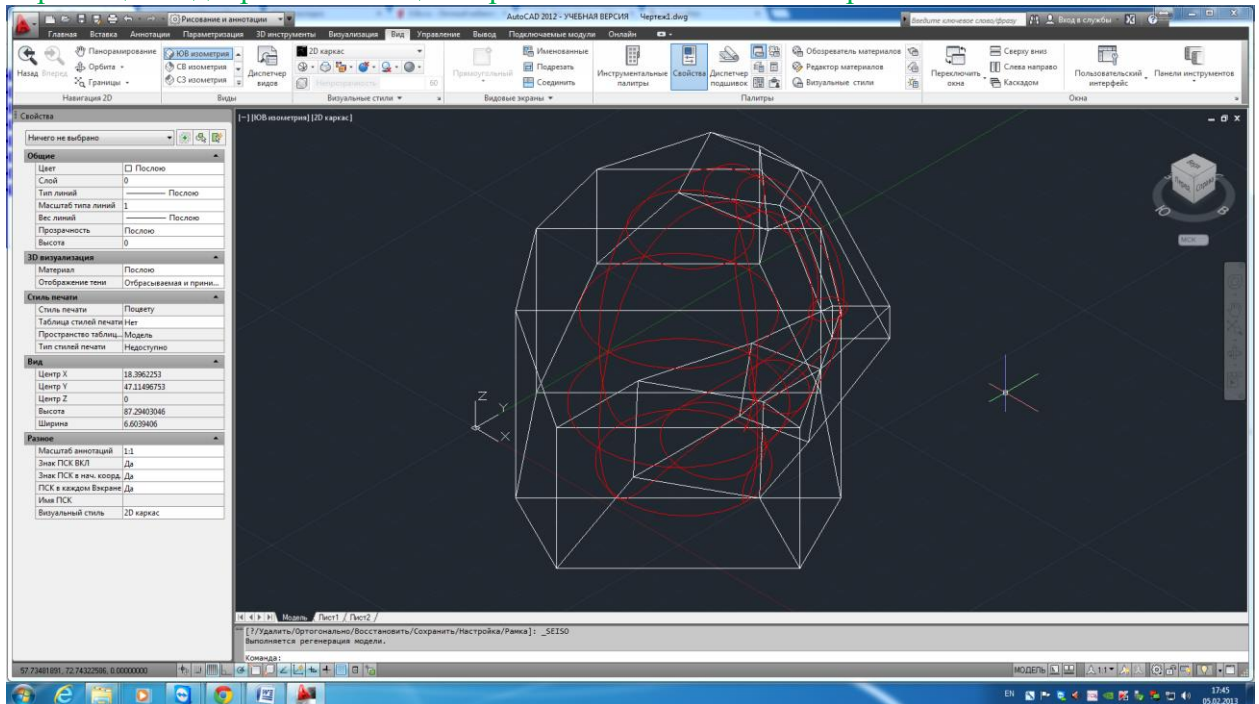 AutoCAD 2012 - УЧЕБНАЯ ВЕРСИЯ Чертеж1.dwg
Рисование и аннотации
Введите ключевое слово/фразу
Вход в службы
Главная Вставка Аннотации Параметризация 3D инструменты Визуализация Вид Управление Вывод Подключаемые модули Онлайн
Назад Вперед
Панорамирование
Орбита
Границы
ЮВ изометрия
СВ изометрия
СЗ изометрия
Диспетчер видов
2D каркас
60
Прямоугольный
Именованные
Подрезать
Соединить
Инструментальные палитры
Свойства
Диспетчер подшивок
Обозреватель материалов
Редактор материалов
Визуальные стили
Переключить окна
Сверху вниз
Слева направо
Каскадом
Пользовательский интерфейс
Панели инструментов
Навигация 2D Виды Визуальные стили Видовые экраны Палитры Окна
Свойства
[−] [ЮВ изометрия] [2D каркас]
Ничего не выбрано
Общие
Цвет Послою
Слой 0
Тип линий Послою
Масштаб типа линий 1
Вес линий Послою
Прозрачность Послою
Высота 0
3D визуализация
Материал Послою
Отображение тени Отбрасываемая и прини...
Стиль печати
Стиль печати Поцвету
Таблица стилей печати Нет
Пространство таблиц... Модель
Тип стилей печати Недоступно
Вид
Центр X 18.3962253
Центр Y 47.11496753
Центр Z 0
Высота 87.29403046
Ширина 6.6039406
Разное
Масштаб аннотаций 1:1
Знак ПСК ВКЛ Да
Знак ПСК в нач. коорд. Да
ПСК в каждом Вэкране Да
Имя ПСК
Визуальный стиль 2D каркас
Z
Y
X
Ю
В
МСК
Модель Лист1 Лист2
[?/Удалить/Ортогонально/Восстановить/Сохранить/Настройка/Рамка]: _SEISO
Выполняется регенерация модели.
Команда:
МОДЕЛЬ
1:1
EN
17:45
05.02.2013